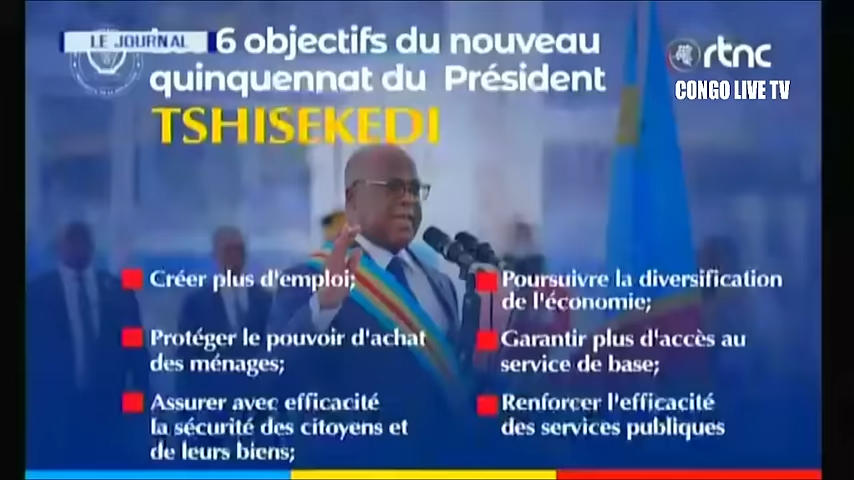 LE JOURNAL
6 objectifs du nouveau
quinquennat du Président
TSHISEKEDI
rtnc
CONGO LIVE TV
Créer plus d'emploi;
Protéger le pouvoir d'achat
des ménages;
Assurer avec efficacité
la sécurité des citoyens et
de leurs biens;
Poursuivre la diversification
de l'économie;
Garantir plus d'accès au
service de base;
Renforcer l'efficacité
des services publiques